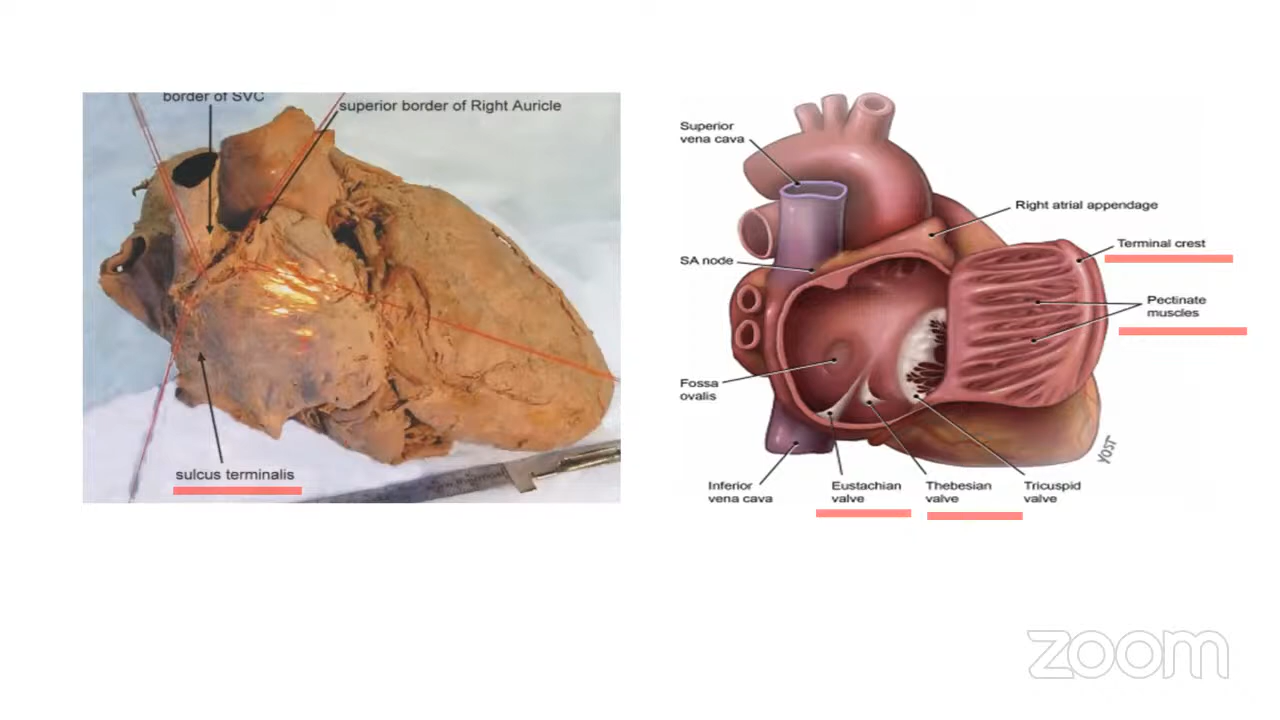 border of SVC
superior border of Right Auricle
sulcus terminalis
Superior
vena cava
Right atrial appendage
Terminal crest
SA node
Pectinate
muscles
Fossa
ovalis
YOST
Inferior
vena cava
Eustachian
valve
Thebesian
valve
Tricuspid
valve
zoom